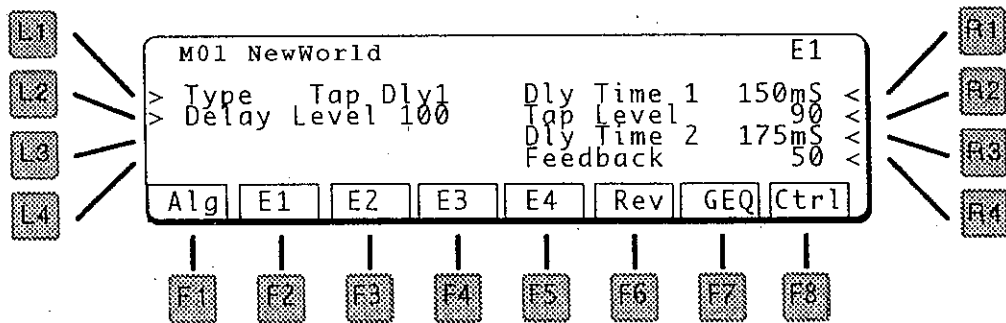 L1
L2
L3
L4
M01 NewWorld E1
> Type Tap Dly1 Dly Time 1 150mS <
> Delay Level 100 Tap Level 90 <
Dly Time 2 175mS <
Feedback 50 <
Alg E1 E2 E3 E4 Rev GEQ Ctrl
F1 F2 F3 F4 F5 F6 F7 F8
R1
R2
R3
R4